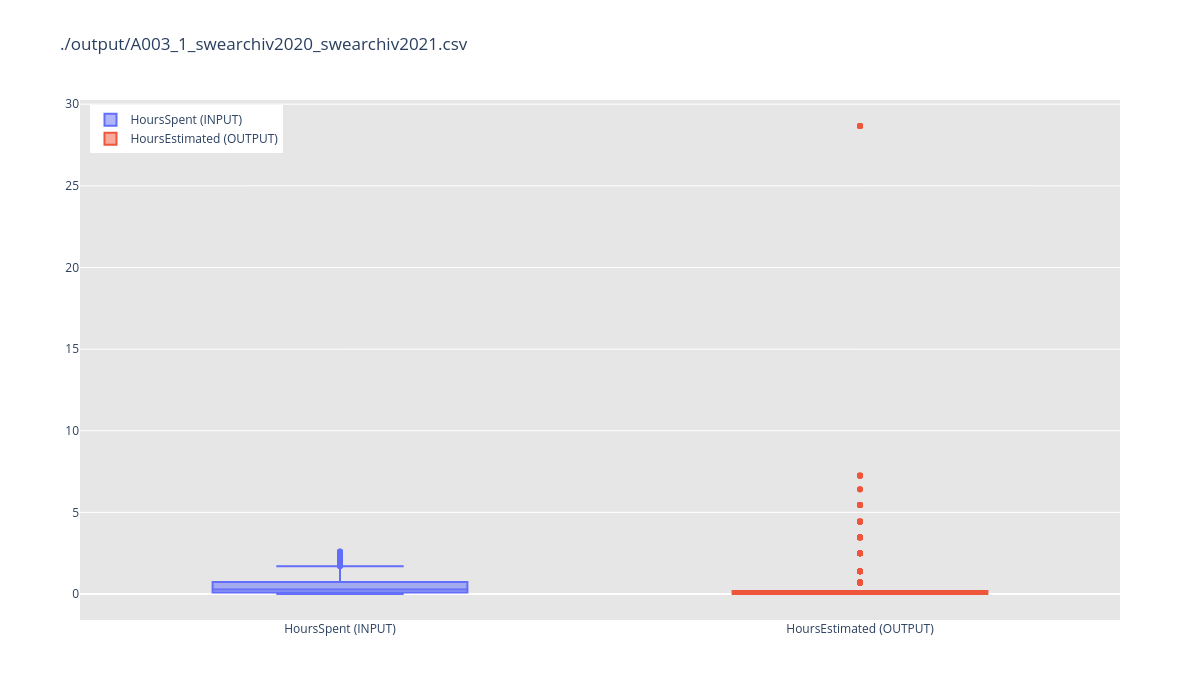 ./output/A003_1_swearchiv2020_swearchiv2021.csv
30
HoursSpent (INPUT)
HoursEstimated (OUTPUT)
25
20
15
10
5
0
HoursSpent (INPUT)
HoursEstimated (OUTPUT)